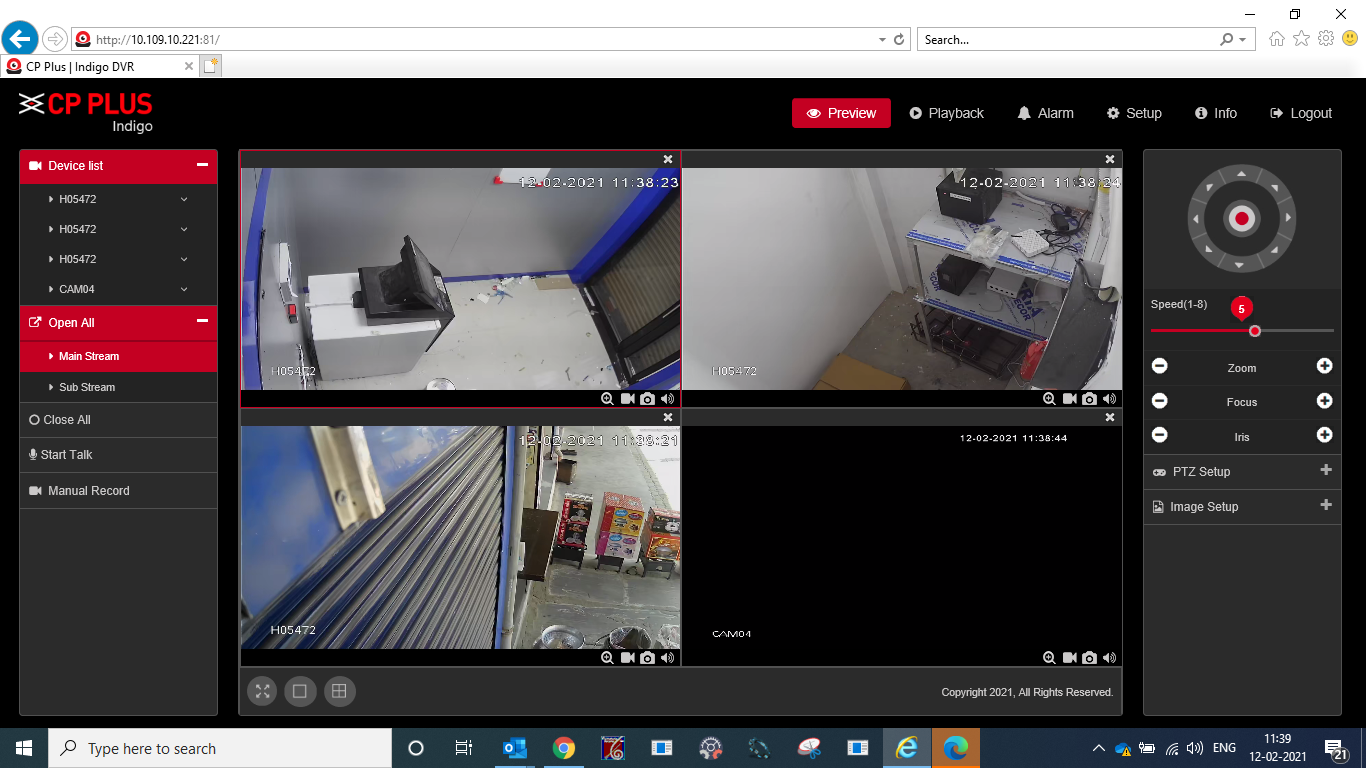 http://10.109.10.221:81/
Search...
CP Plus | Indigo DVR
CP PLUS
Indigo
Preview
Playback
Alarm
Setup
Info
Logout
Device list
H05472
H05472
H05472
CAM04
Open All
Main Stream
Sub Stream
Close All
Start Talk
Manual Record
12-02-2021 11:38:23
H05472
12-02-2021 11:38:24
H05472
12-02-2021 11:38:21
H05472
12-02-2021 11:38:44
CAM04
Copyright 2021, All Rights Reserved.
Speed(1-8)
5
Zoom
Focus
Iris
PTZ Setup
Image Setup
Type here to search
ENG
11:39
12-02-2021
21